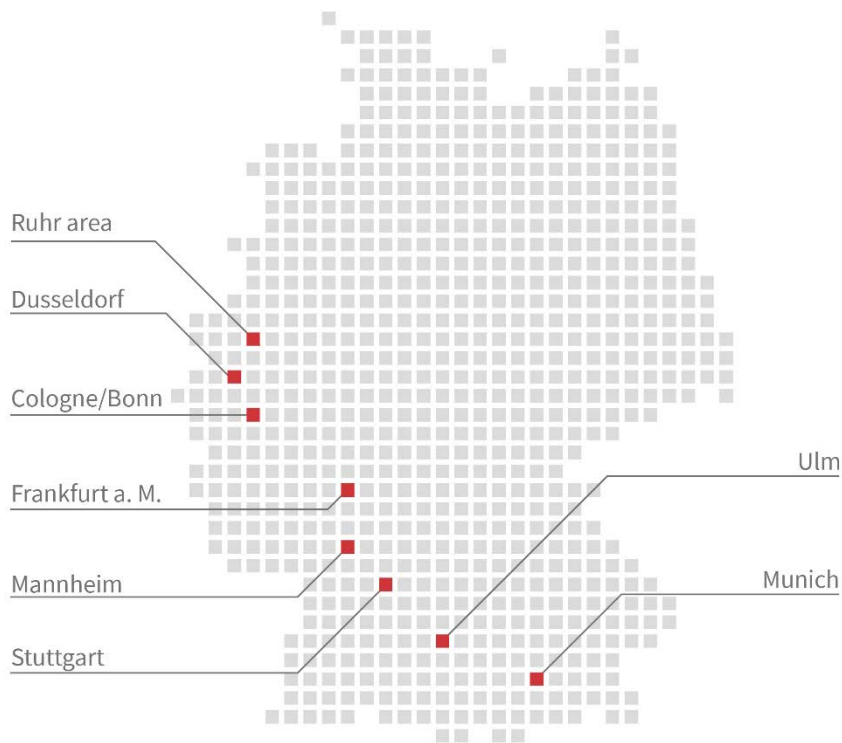 Ruhr area
Dusseldorf
Cologne/Bonn
Frankfurt a. M.
Mannheim
Stuttgart
Ulm
Munich